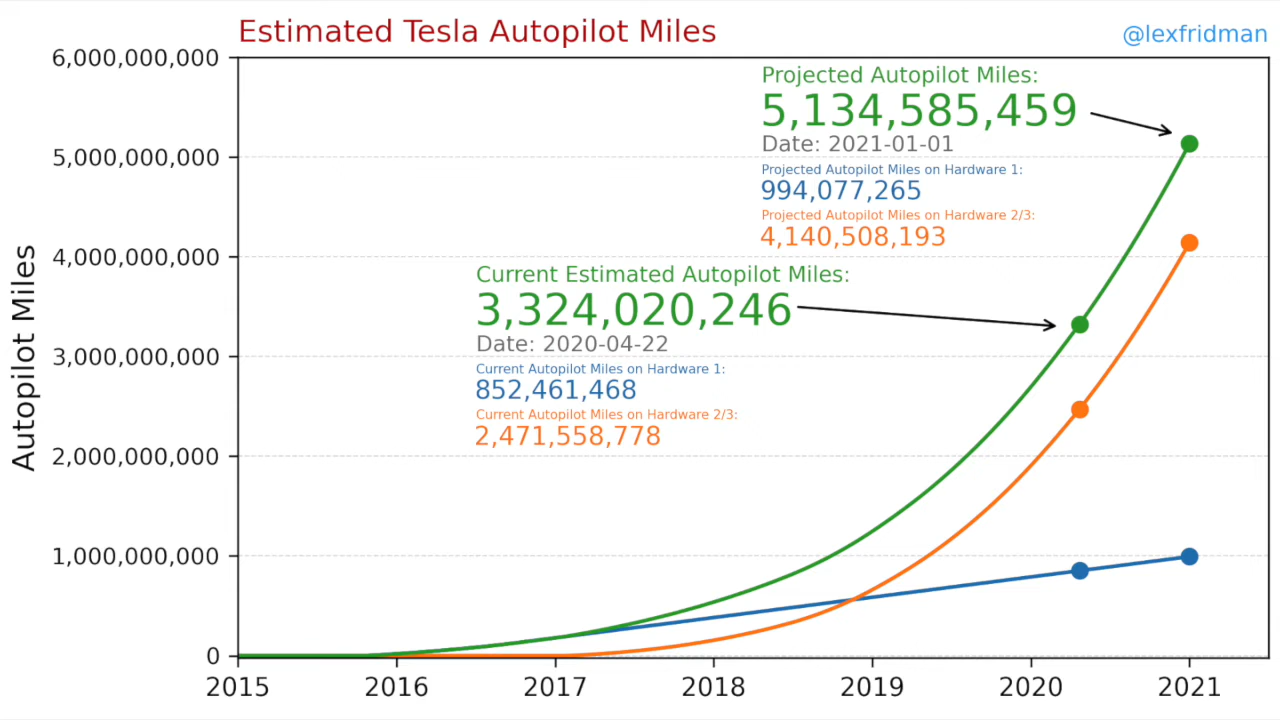 Estimated Tesla Autopilot Miles
@lexfridman
6,000,000,000
5,000,000,000
4,000,000,000
3,000,000,000
2,000,000,000
1,000,000,000
0
Autopilot Miles
Projected Autopilot Miles:
5,134,585,459
Date: 2021-01-01
Projected Autopilot Miles on Hardware 1:
994,077,265
Projected Autopilot Miles on Hardware 2/3:
4,140,508,193
Current Estimated Autopilot Miles:
3,324,020,246
Date: 2020-04-22
Current Autopilot Miles on Hardware 1:
852,461,468
Current Autopilot Miles on Hardware 2/3:
2,471,558,778
2015 2016 2017 2018 2019 2020 2021